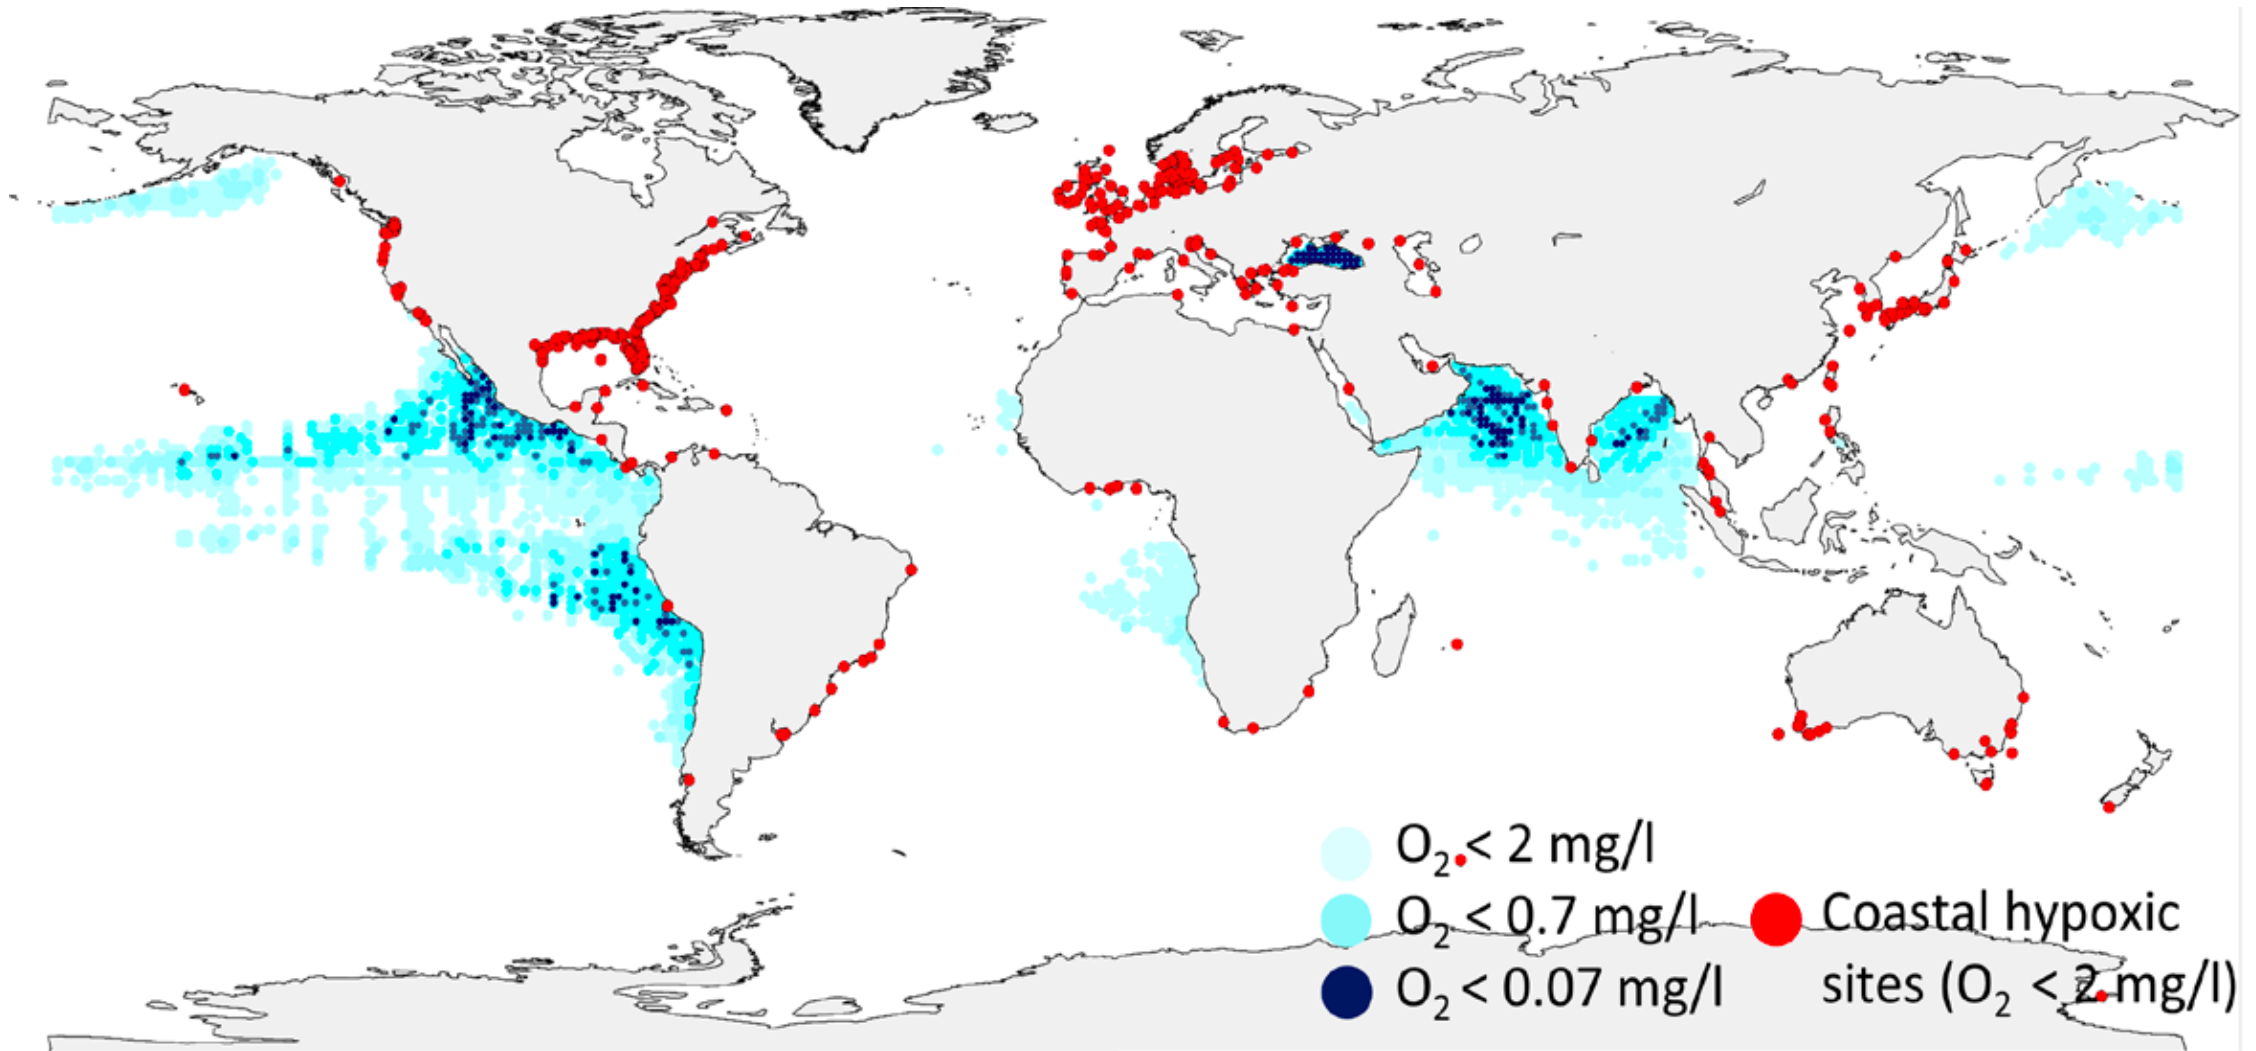 O₂ < 2 mg/l
O₂ < 0.7 mg/l
O₂ < 0.07 mg/l
Coastal hypoxic
sites (O₂ < 2 mg/l)